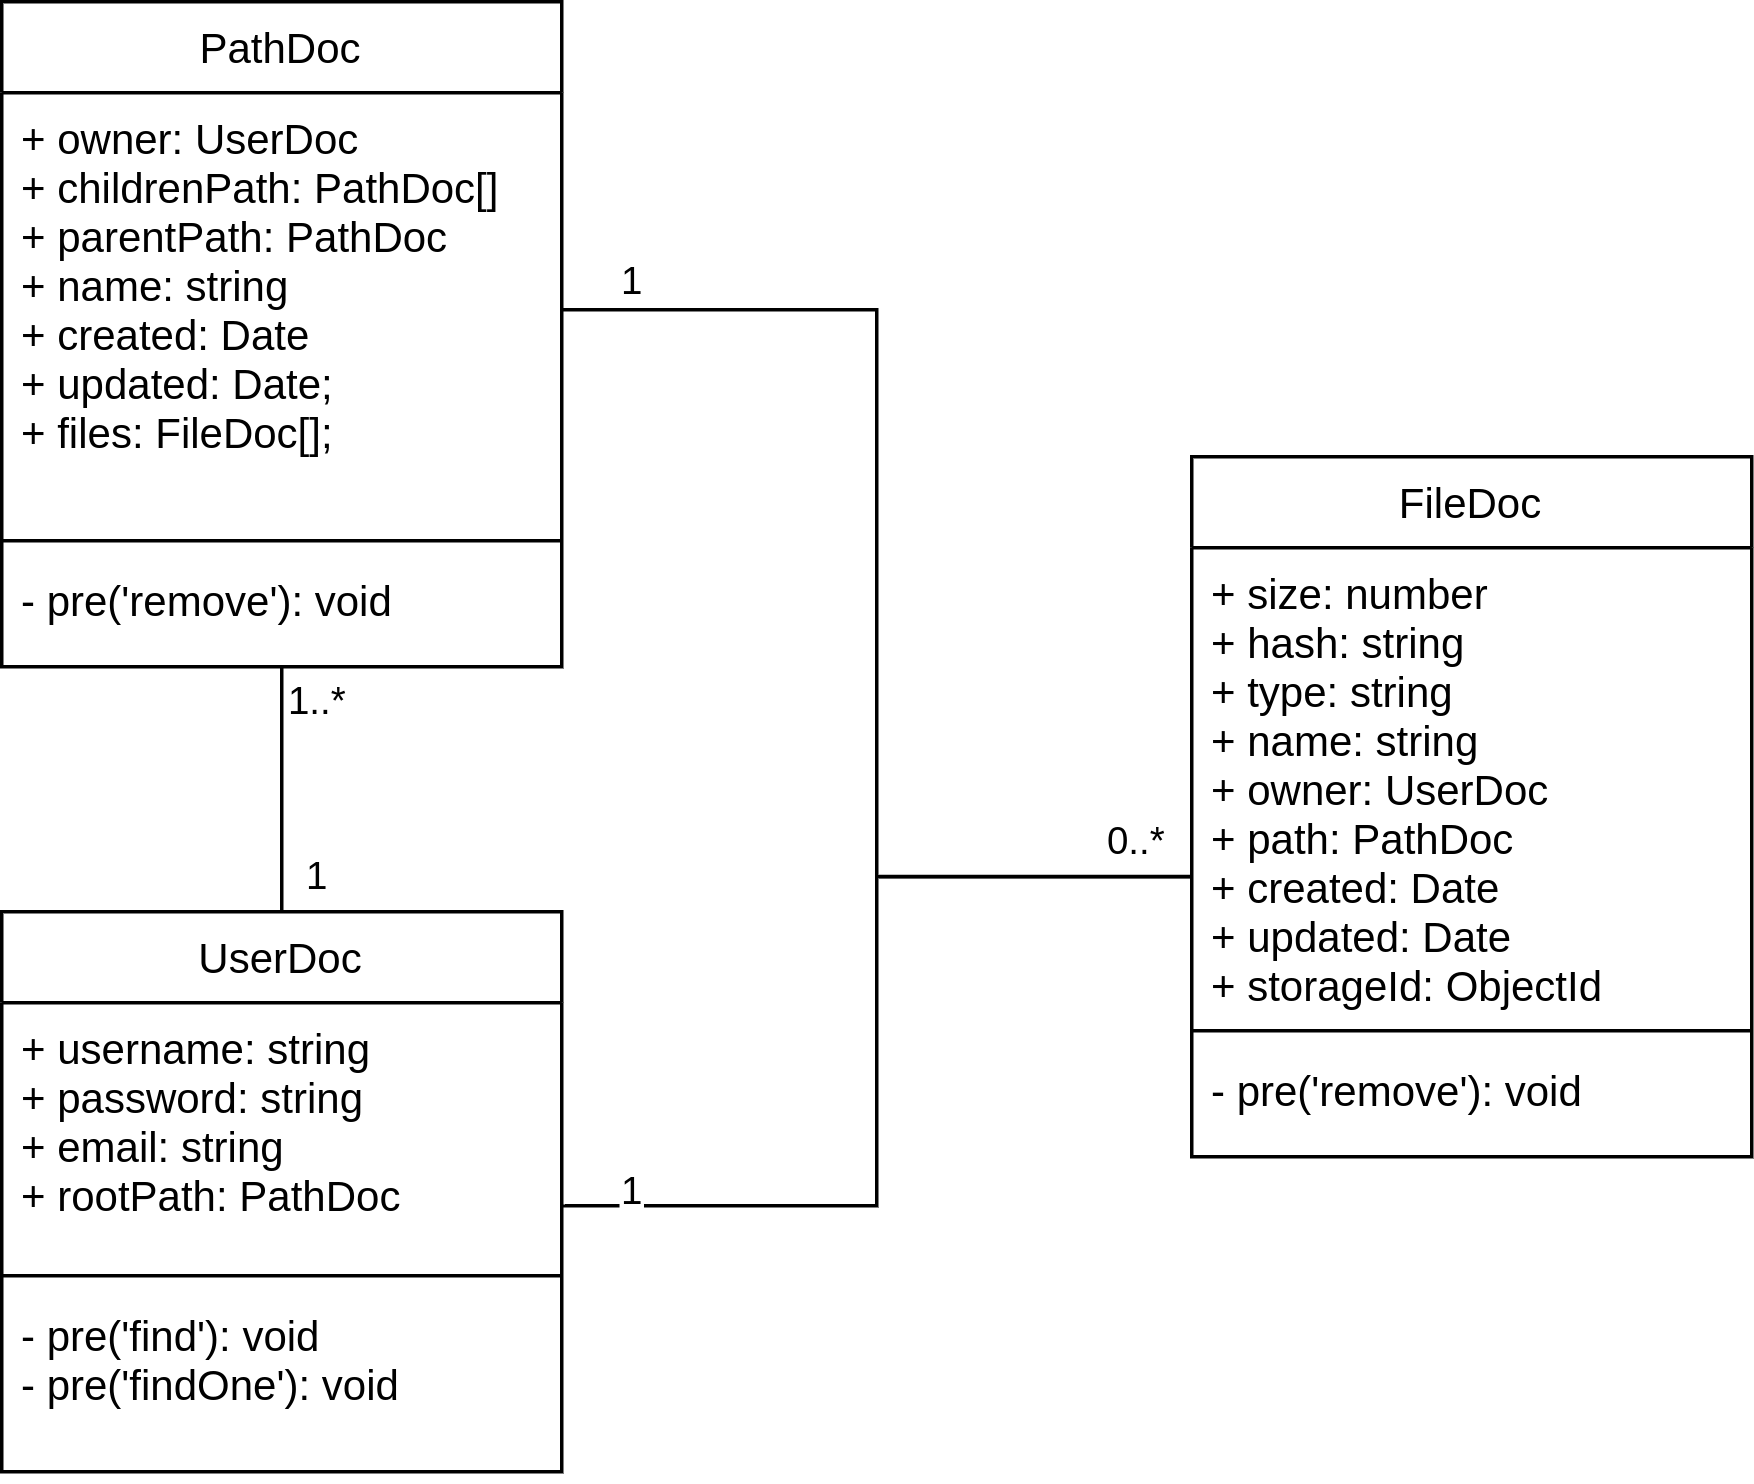 PathDoc
+ owner: UserDoc
+ childrenPath: PathDoc[]
+ parentPath: PathDoc
+ name: string
+ created: Date
+ updated: Date;
+ files: FileDoc[];
- pre('remove'): void
1
1..*
1
UserDoc
+ username: string
+ password: string
+ email: string
+ rootPath: PathDoc
- pre('find'): void
- pre('findOne'): void
1
0..*
FileDoc
+ size: number
+ hash: string
+ type: string
+ name: string
+ owner: UserDoc
+ path: PathDoc
+ created: Date
+ updated: Date
+ storageId: ObjectId
- pre('remove'): void